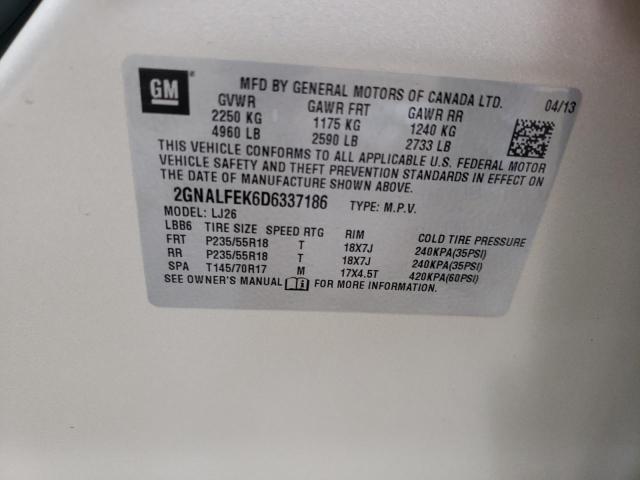 GM ®
MFD BY GENERAL MOTORS OF CANADA LTD. 04/13
GVWR GAWR FRT GAWR RR
2250 KG 1175 KG 1240 KG
4960 LB 2590 LB 2733 LB
THIS VEHICLE CONFORMS TO ALL APPLICABLE U.S. FEDERAL MOTOR
VEHICLE SAFETY AND THEFT PREVENTION STANDARDS IN EFFECT ON
THE DATE OF MANUFACTURE SHOWN ABOVE.
2GNALFEK6D6337186 TYPE: M.P.V.
MODEL: LJ26
LBB6 TIRE SIZE SPEED RTG RIM COLD TIRE PRESSURE
FRT P235/55R18 T 18X7J 240KPA(35PSI)
RR P235/55R18 T 18X7J 240KPA(35PSI)
SPA T145/70R17 M 17X4.5T 420KPA(60PSI)
SEE OWNER'S MANUAL FOR MORE INFORMATION.